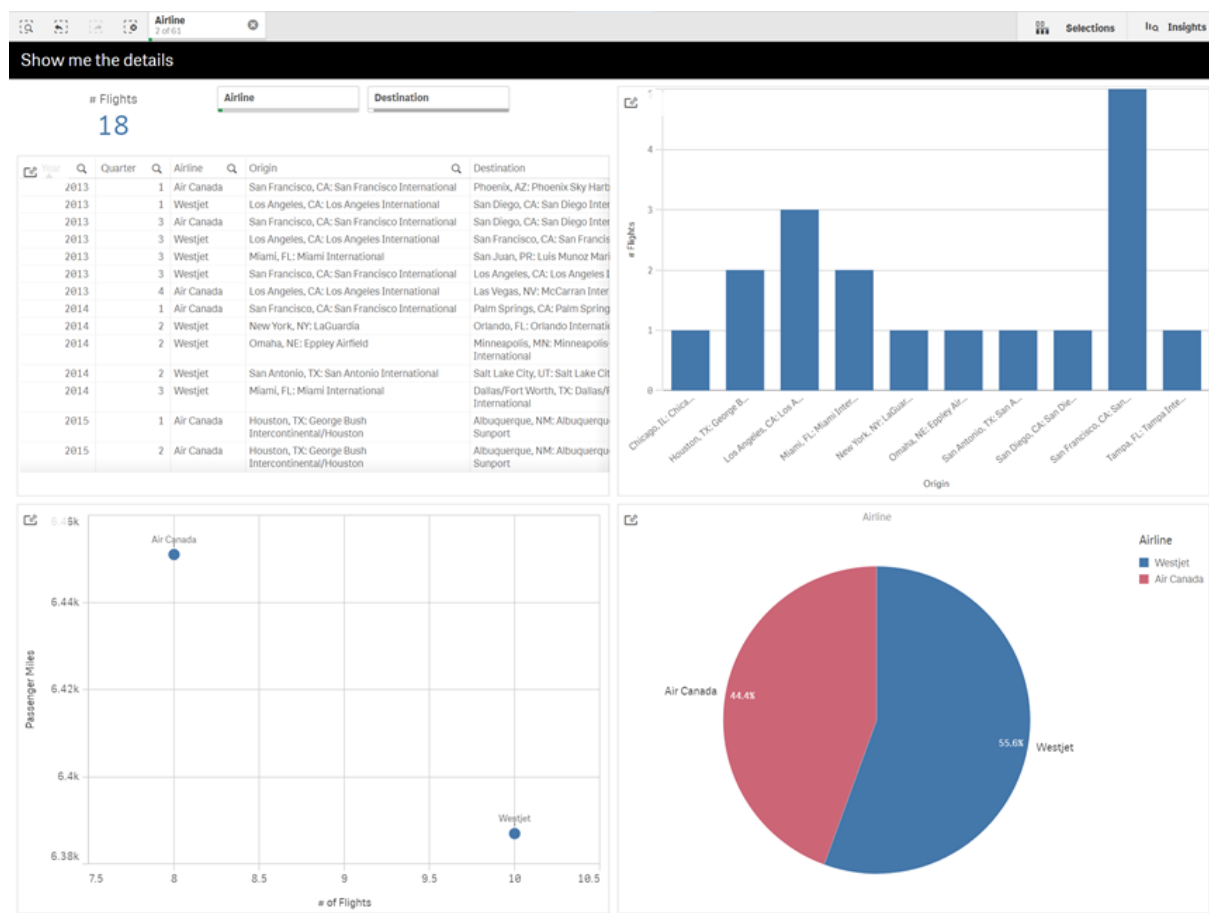 Airline
2 of 61
Selections
Insights
Show me the details
# Flights
18
Airline
Destination
Year Quarter Airline Origin Destination
2013 1 Air Canada San Francisco, CA: San Francisco International Phoenix, AZ: Phoenix Sky Harb
2013 1 Westjet Los Angeles, CA: Los Angeles International San Diego, CA: San Diego Inter
2013 3 Air Canada San Francisco, CA: San Francisco International San Diego, CA: San Diego Inter
2013 3 Westjet Los Angeles, CA: Los Angeles International San Francisco, CA: San Francis
2013 3 Westjet Miami, FL: Miami International San Juan, PR: Luis Munoz Mari
2013 3 Westjet San Francisco, CA: San Francisco International Los Angeles, CA: Los Angeles I
2013 4 Air Canada Los Angeles, CA: Los Angeles International Las Vegas, NV: McCarran Inter
2014 1 Air Canada San Francisco, CA: San Francisco International Palm Springs, CA: Palm Spring
2014 2 Westjet New York, NY: LaGuardia Orlando, FL: Orlando Internatio
2014 2 Westjet Omaha, NE: Eppley Airfield Minneapolis, MN: Minneapolis-
International
2014 2 Westjet San Antonio, TX: San Antonio International Salt Lake City, UT: Salt Lake Cit
2014 3 Westjet Miami, FL: Miami International Dallas/Fort Worth, TX: Dallas/F
International
2015 1 Air Canada Houston, TX: George Bush Albuquerque, NM: Albuquerqu
Intercontinental/Houston Sunport
2015 2 Air Canada Houston, TX: George Bush Albuquerque, NM: Albuquerqu
Intercontinental/Houston Sunport
# Flights
5
4
3
2
1
0
Chicago, IL: Chica...
Houston, TX: George B...
Los Angeles, CA: Los A...
Miami, FL: Miami Inter...
New York, NY: LaGuar...
Omaha, NE: Eppley Air...
San Antonio, TX: San A...
San Diego, CA: San Die...
San Francisco, CA: San...
Tampa, FL: Tampa Inte...
Origin
Passenger Miles
6.46k
6.44k
6.42k
6.4k
6.38k
Air Canada
Westjet
7.5 8 8.5 9 9.5 10 10.5
# of Flights
Airline
Airline
Westjet
Air Canada
Air Canada
44.4%
55.6%
Westjet